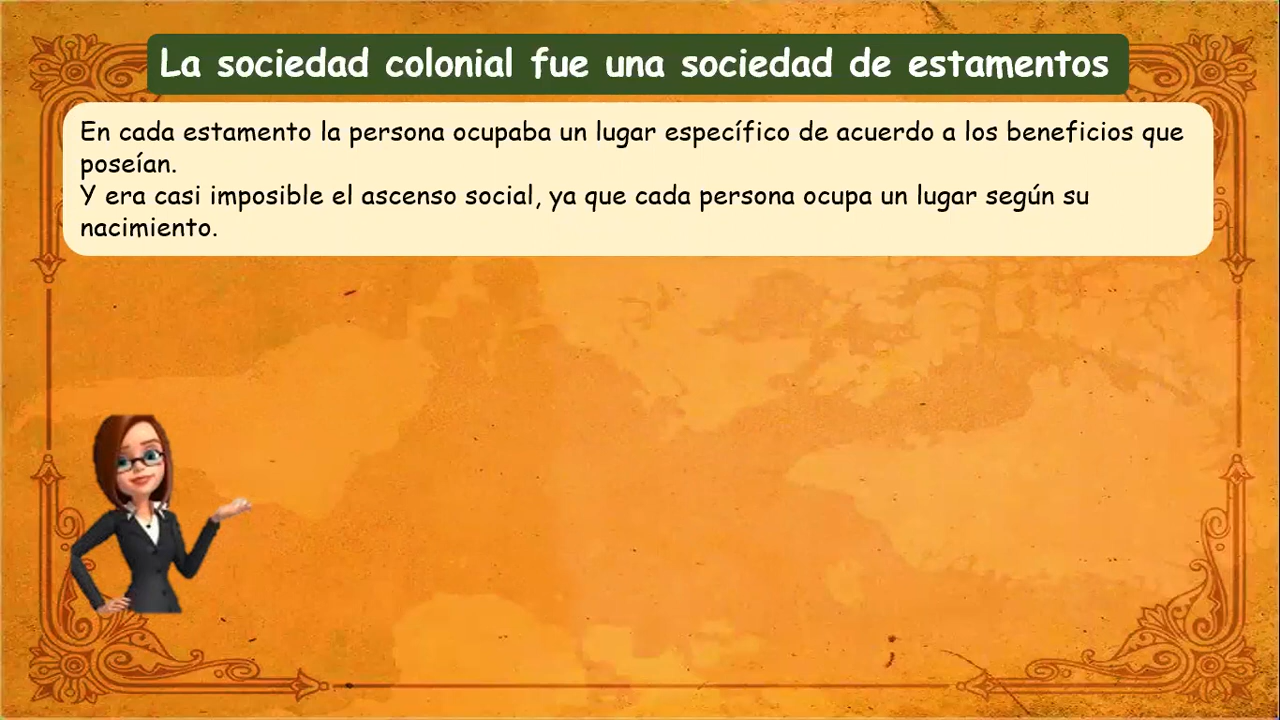 La sociedad colonial fue una sociedad de estamentos
En cada estamento la persona ocupaba un lugar específico de acuerdo a los beneficios que
poseían.
Y era casi imposible el ascenso social, ya que cada persona ocupa un lugar según su
nacimiento.